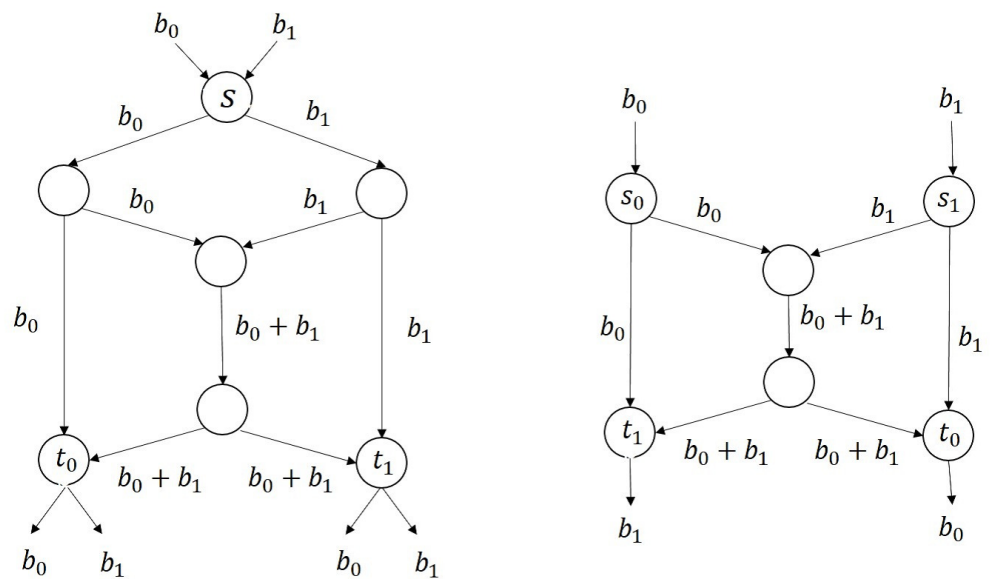 b₀ b₁
s
b₀ b₁
b₀ b₁
b₀ b₀ + b₁ b₁
t₀ t₁
b₀ + b₁ b₀ + b₁
b₀ b₁ b₀ b₁
b₀ b₁
s₀ s₁
b₀ b₁
b₀ b₀ + b₁ b₁
t₁ t₀
b₀ + b₁ b₀ + b₁
b₁ b₀